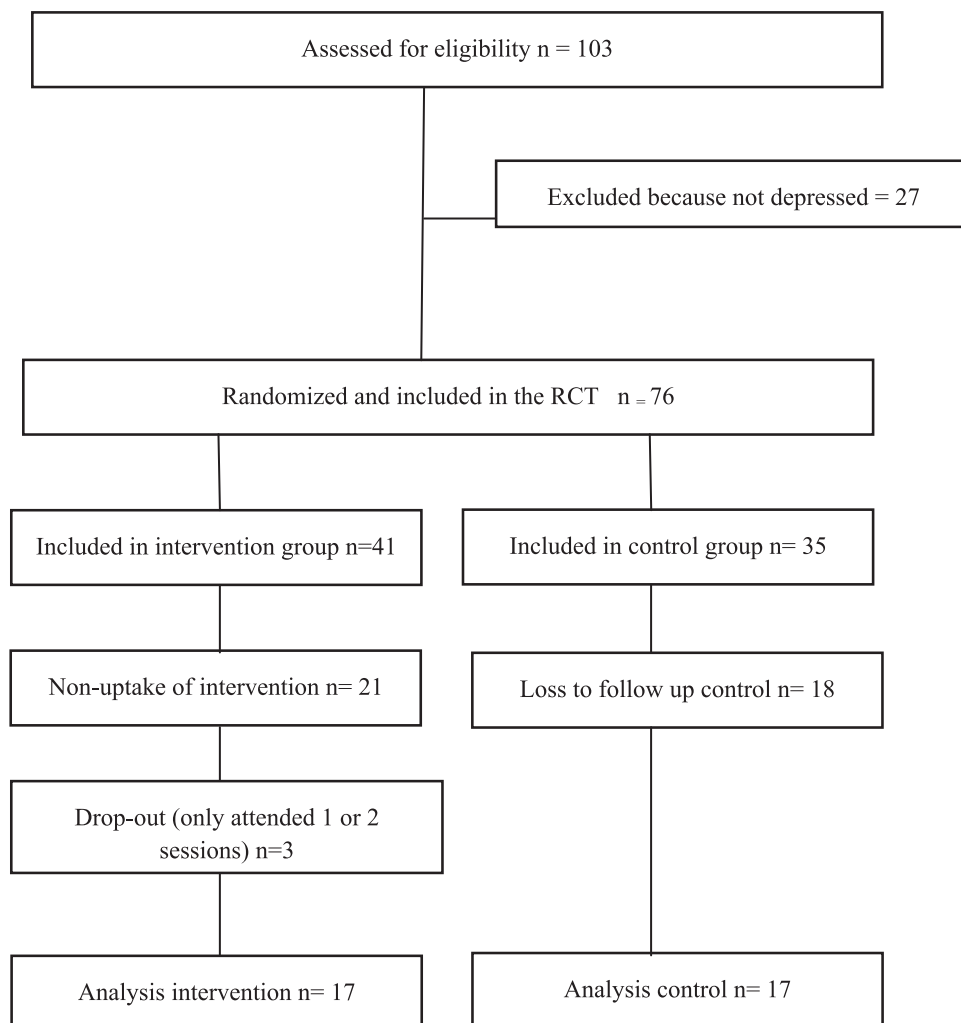 Assessed for eligibility n = 103
Excluded because not depressed = 27
Randomized and included in the RCT n = 76
Included in intervention group n=41
Included in control group n= 35
Non-uptake of intervention n= 21
Loss to follow up control n= 18
Drop-out (only attended 1 or 2
sessions) n=3
Analysis intervention n= 17
Analysis control n= 17